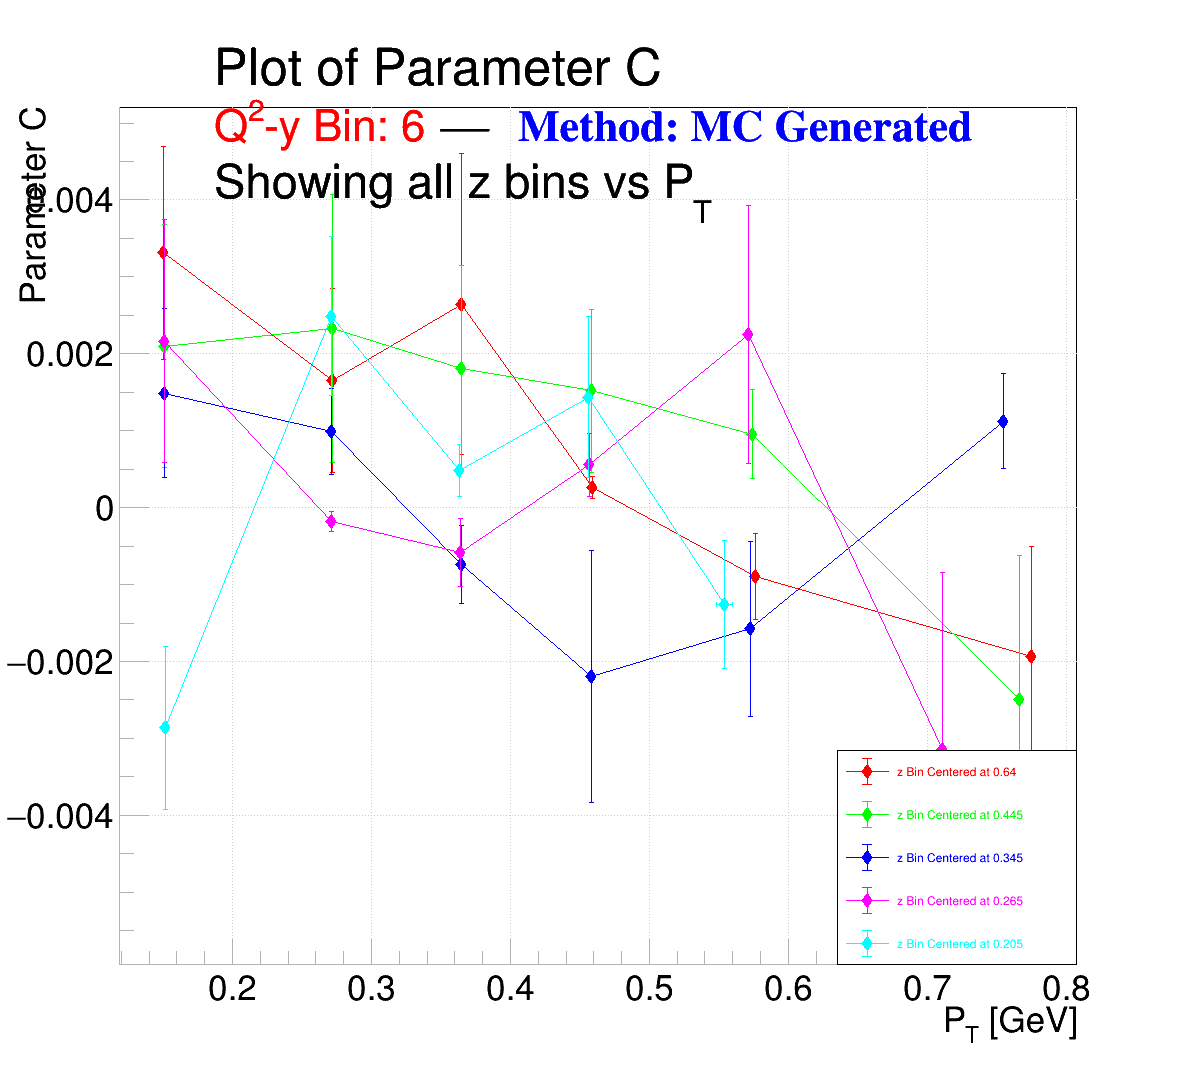 Plot of Parameter C
Q²-y Bin: 6 — Method: MC Generated
Showing all z bins vs P_T
Parameter C
0.004
0.002
0
−0.002
−0.004
z Bin Centered at 0.64
z Bin Centered at 0.445
z Bin Centered at 0.345
z Bin Centered at 0.265
z Bin Centered at 0.205
0.2 0.3 0.4 0.5 0.6 0.7 0.8
P_T [GeV]